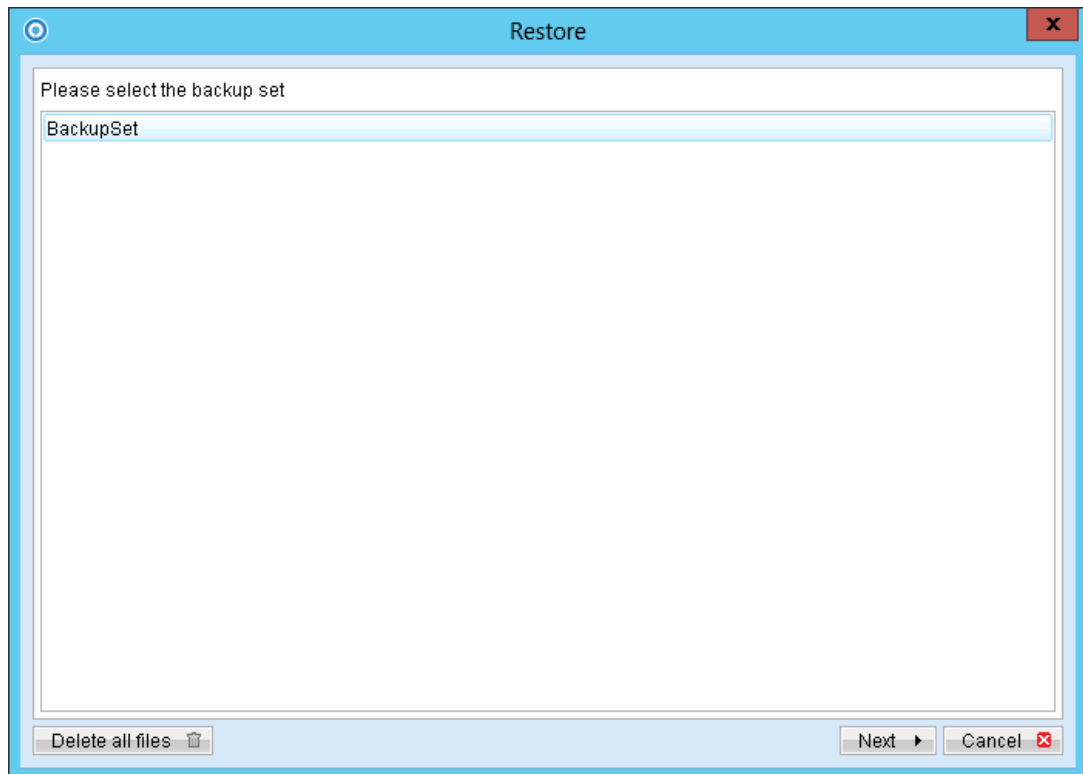 Restore
x
Please select the backup set
BackupSet
Delete all files
Next
Cancel